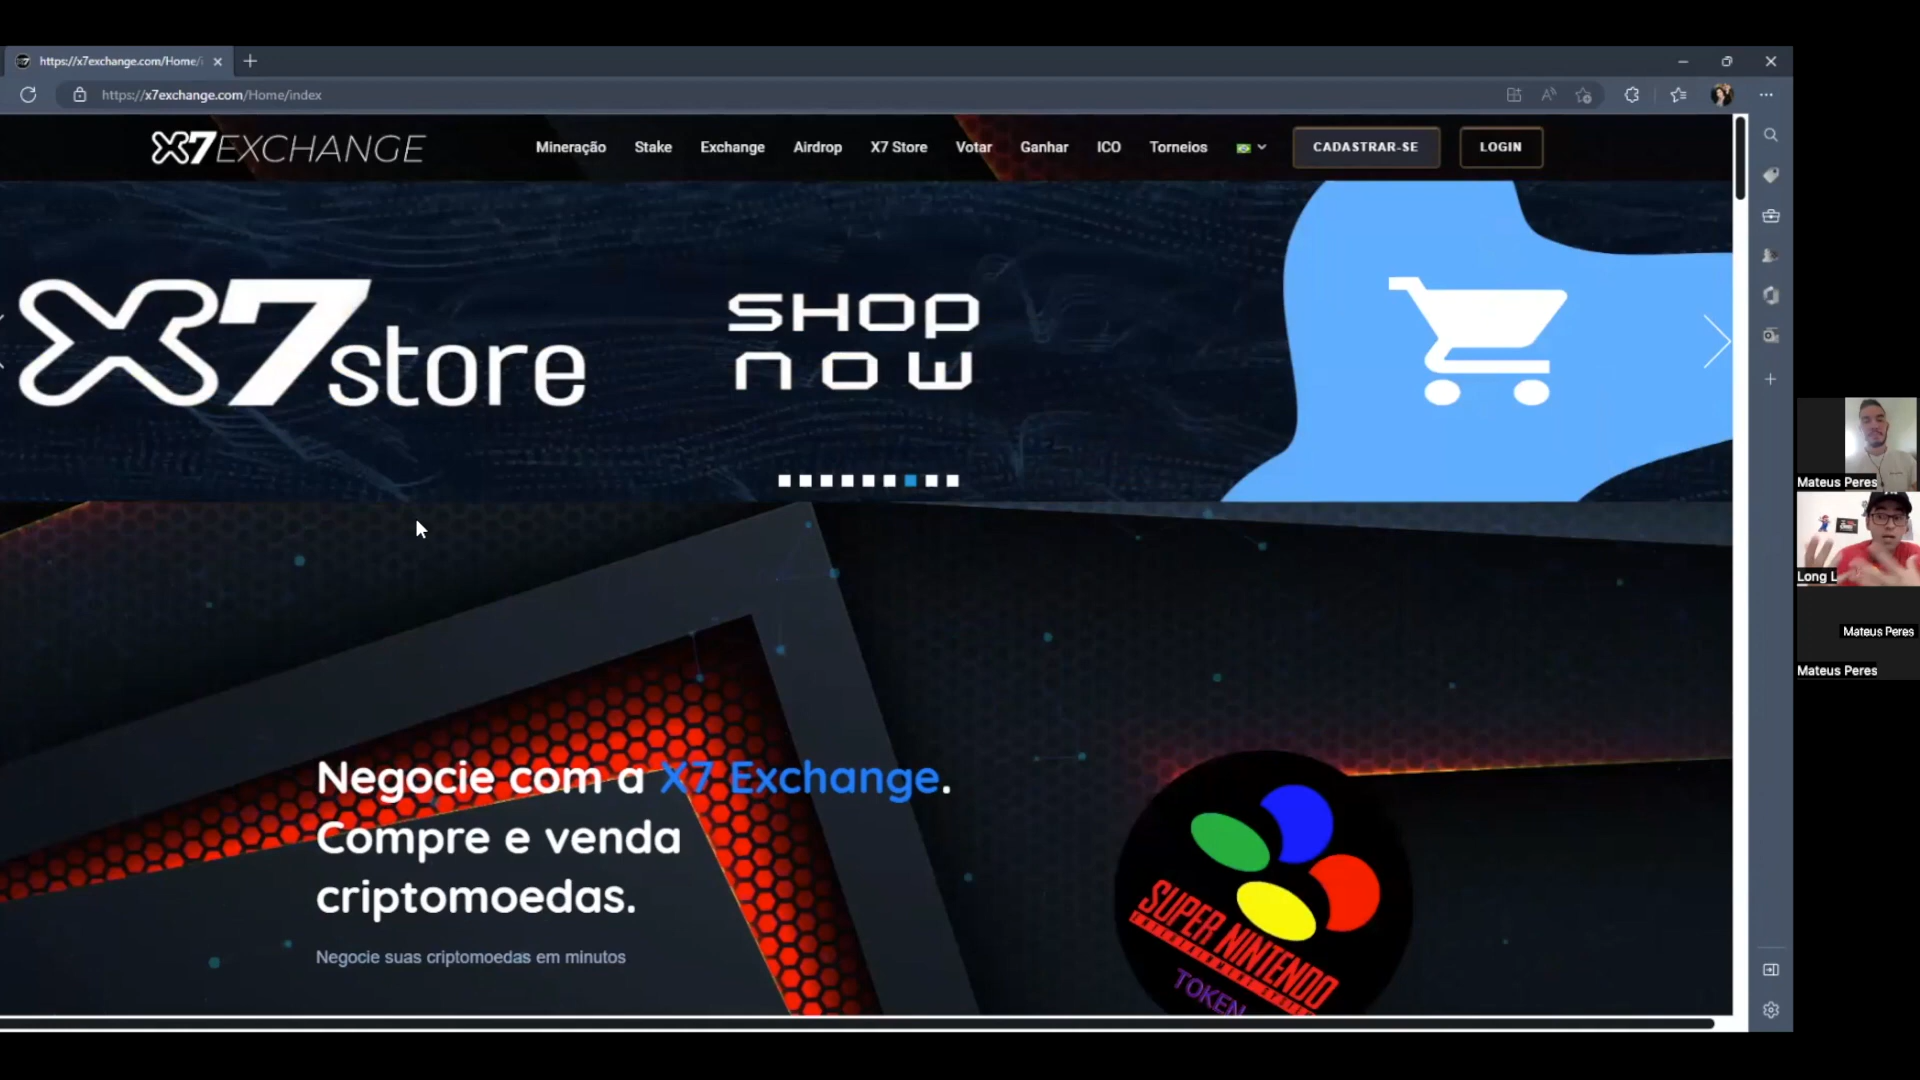 https://x7exchange.com/Home/i
https://x7exchange.com/Home/index
X7EXCHANGE
Mineração
Stake
Exchange
Airdrop
X7 Store
Votar
Ganhar
ICO
Torneios
CADASTRAR-SE
LOGIN
X7store
SHOP
NOW
Negocie com a X7 Exchange.
Compre e venda
criptomoedas.
Negocie suas criptomoedas em minutos
SUPER NINTENDO
ENTERTAINMENT SYSTEM
TOKEN
Mateus Peres
Long L
Mateus Peres
Mateus Peres